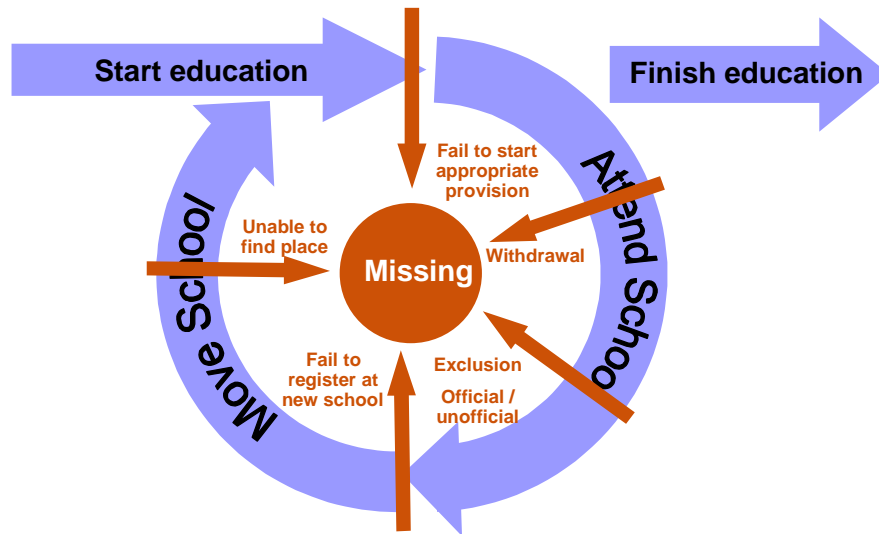 Start education
Finish education
Fail to start
appropriate
provision
Attend School
Unable to
find place
Missing
Withdrawal
Move School
Fail to
register at
new school
Exclusion
Official /
unofficial